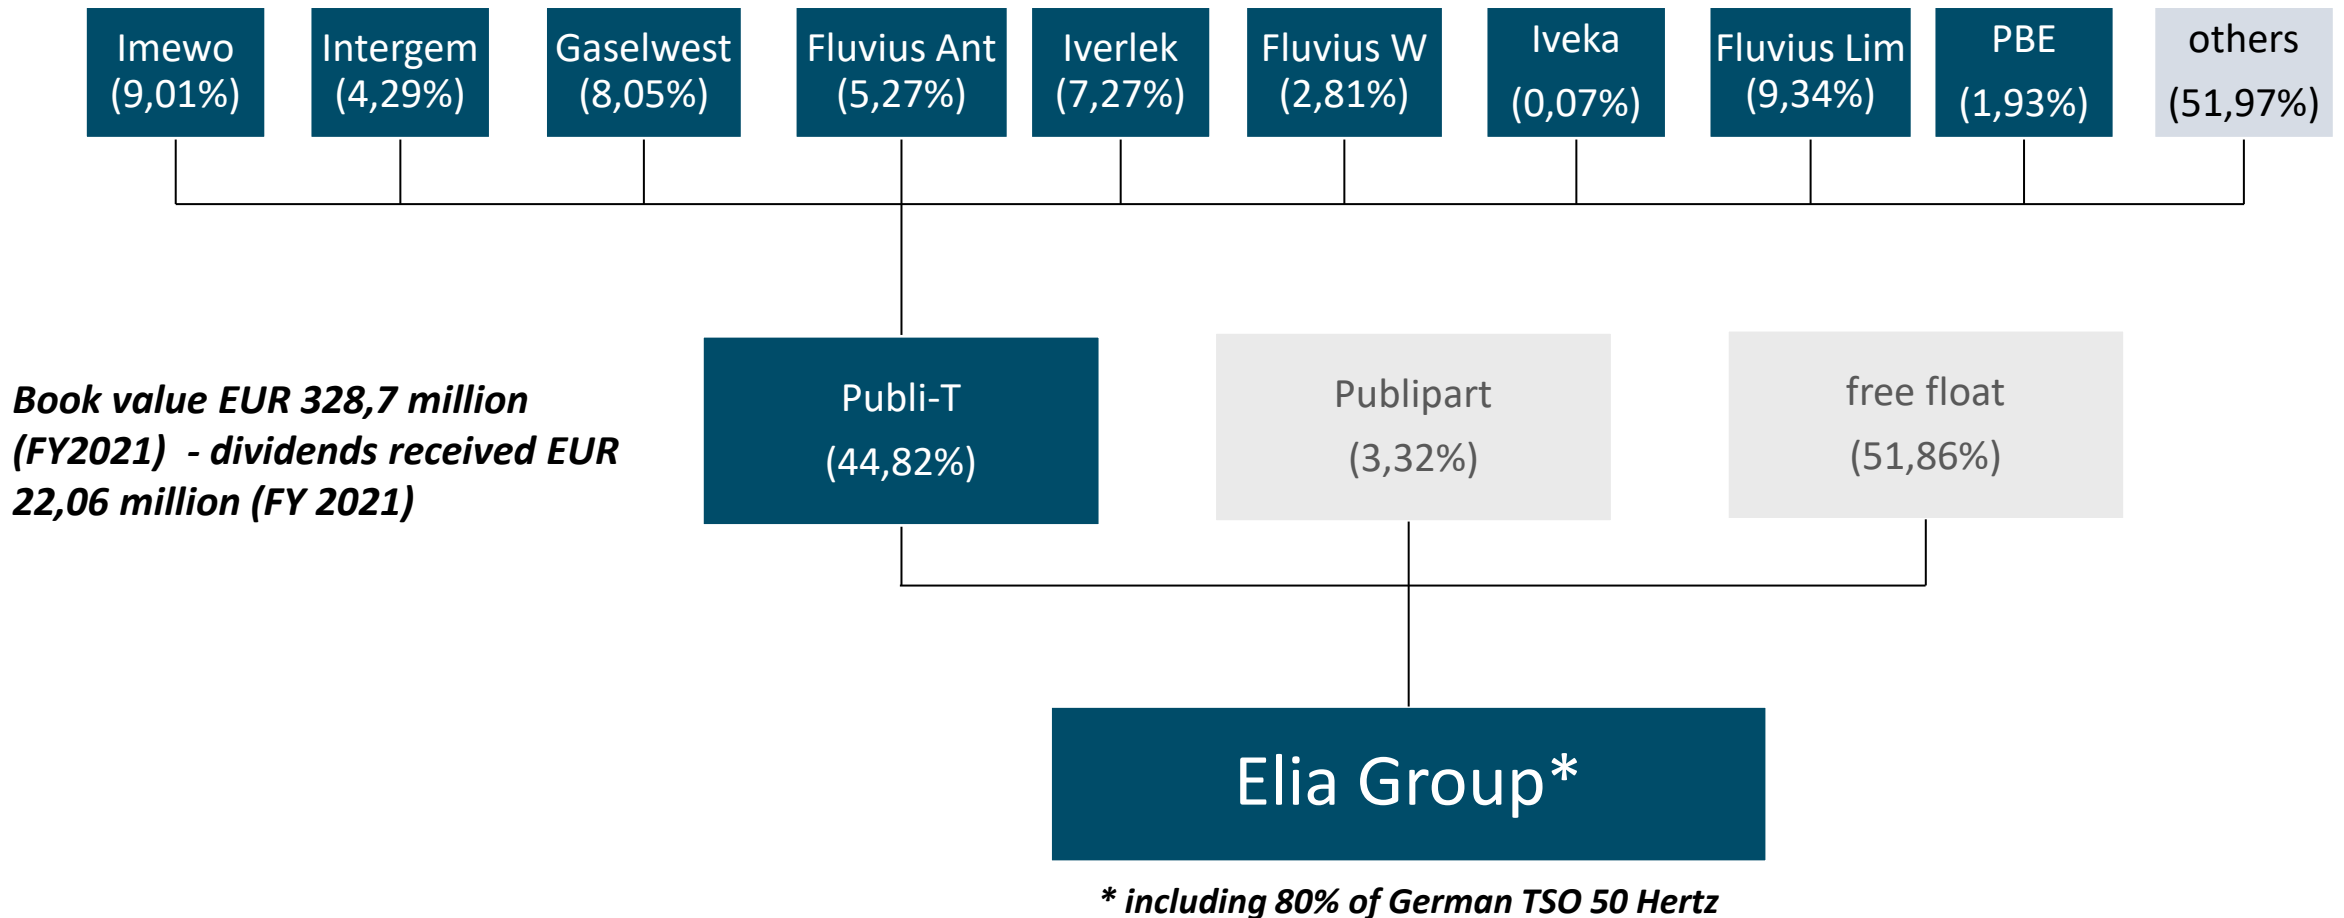 Imewo
(9,01%)
Intergem
(4,29%)
Gaselwest
(8,05%)
Fluvius Ant
(5,27%)
Iverlek
(7,27%)
Fluvius W
(2,81%)
Iveka
(0,07%)
Fluvius Lim
(9,34%)
PBE
(1,93%)
others
(51,97%)
Book value EUR 328,7 million
(FY2021)  - dividends received EUR
22,06 million (FY 2021)
Publi-T
(44,82%)
Publipart
(3,32%)
free float
(51,86%)
Elia Group*
* including 80% of German TSO 50 Hertz